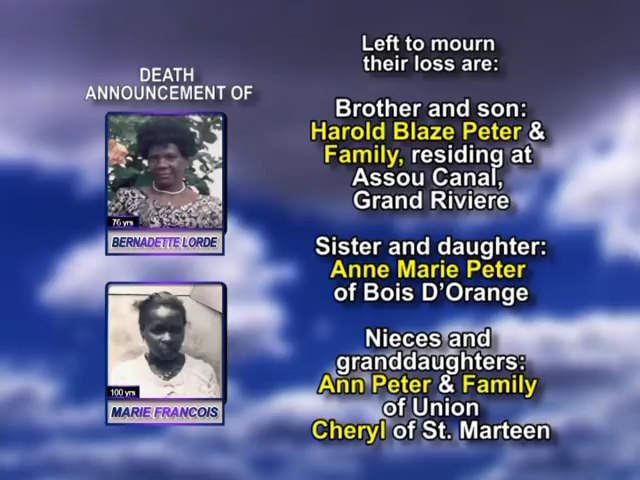 DEATH
ANNOUNCEMENT OF
76 yrs
BERNADETTE LORDE
100 yrs
MARIE FRANCOIS
Left to mourn
their loss are:
Brother and son:
Harold Blaze Peter &
Family, residing at
Assou Canal,
Grand Riviere
Sister and daughter:
Anne Marie Peter
of Bois D'Orange
Nieces and
granddaughters:
Ann Peter & Family
of Union
Cheryl of St. Marteen